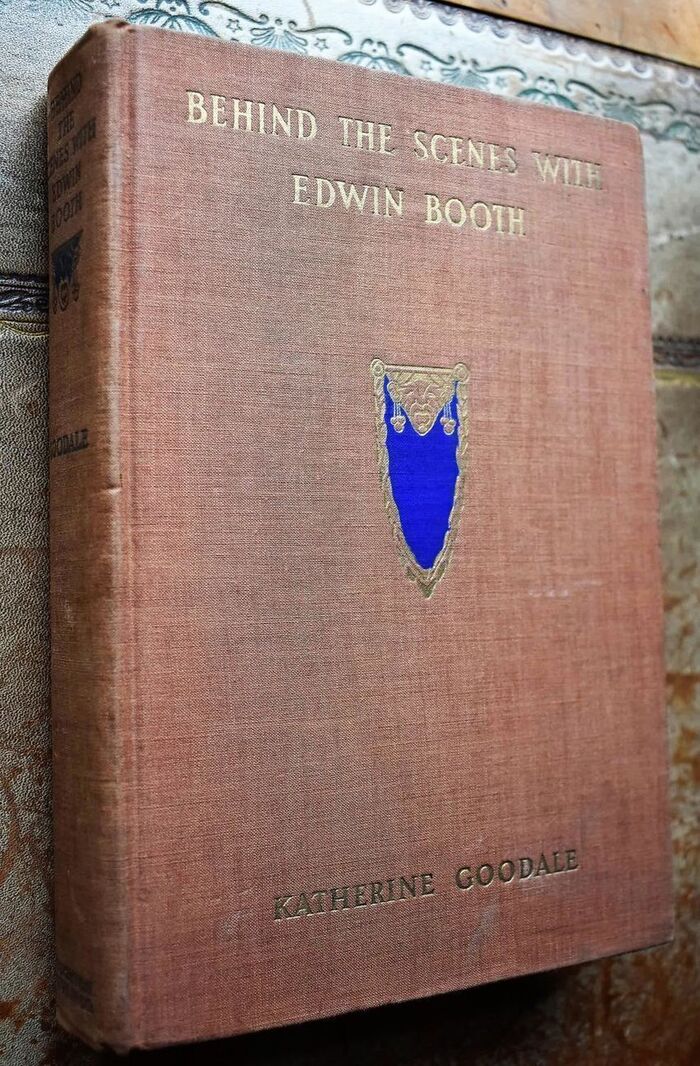 BEHIND THE SCENES WITH
EDWIN BOOTH
KATHERINE GOODALE
BEHIND
THE
SCENES WITH
EDWIN
BOOTH
GOODALE